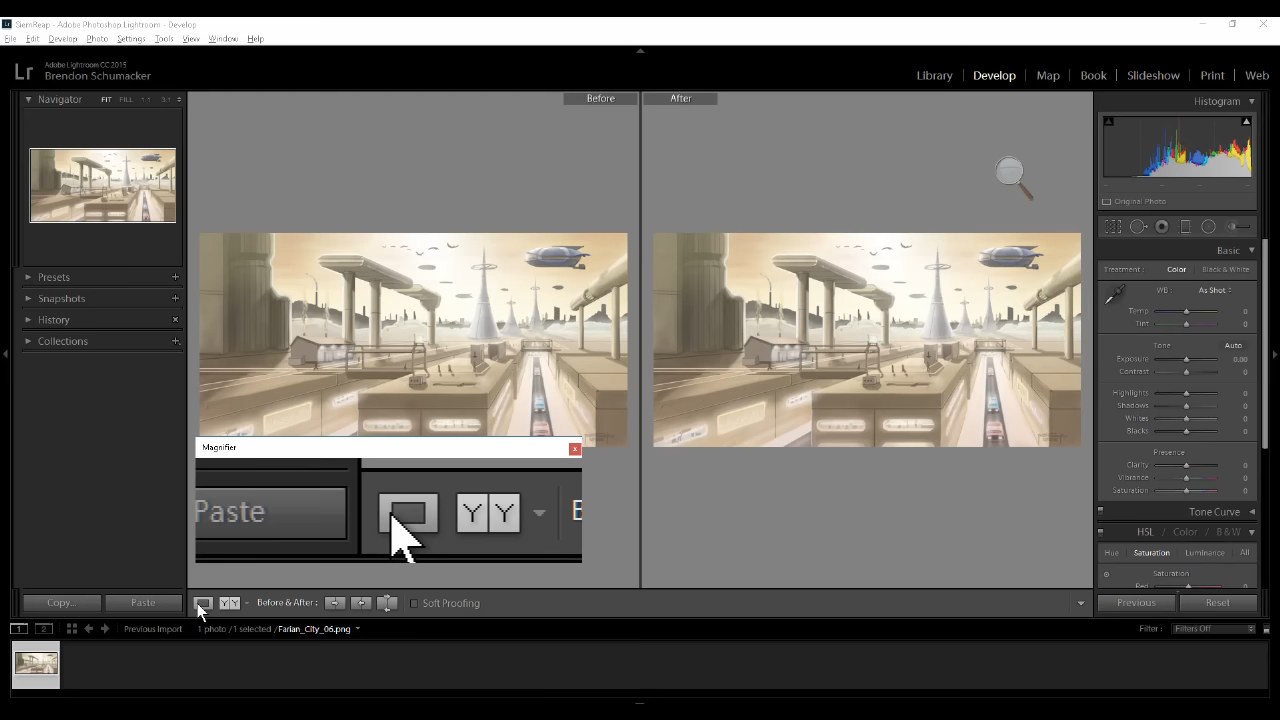 SiemReap - Adobe Photoshop Lightroom - Develop
File Edit Develop Photo Settings Tools View Window Help
Lr
Adobe Lightroom CC 2015
Brendon Schumacker
Library | Develop | Map | Book | Slideshow | Print | Web
Navigator FIT FILL 1:1 3:1
Before After
Histogram
Original Photo
Presets
Snapshots
History
Collections
Basic
Treatment : Color Black & White
WB : As Shot
Temp 0
Tint 0
Tone Auto
Exposure 0.00
Contrast 0
Highlights 0
Shadows 0
Whites 0
Blacks 0
Presence
Clarity 0
Vibrance 0
Saturation 0
Tone Curve
HSL / Color / B & W
Hue Saturation Luminance All
Saturation
Red
Magnifier
x
Paste
Y Y
Copy... Paste
YY Before & After : Soft Proofing
Previous Reset
1 2 Previous Import 1 photo / 1 selected / Farian_City_06.png Filter : Filters Off